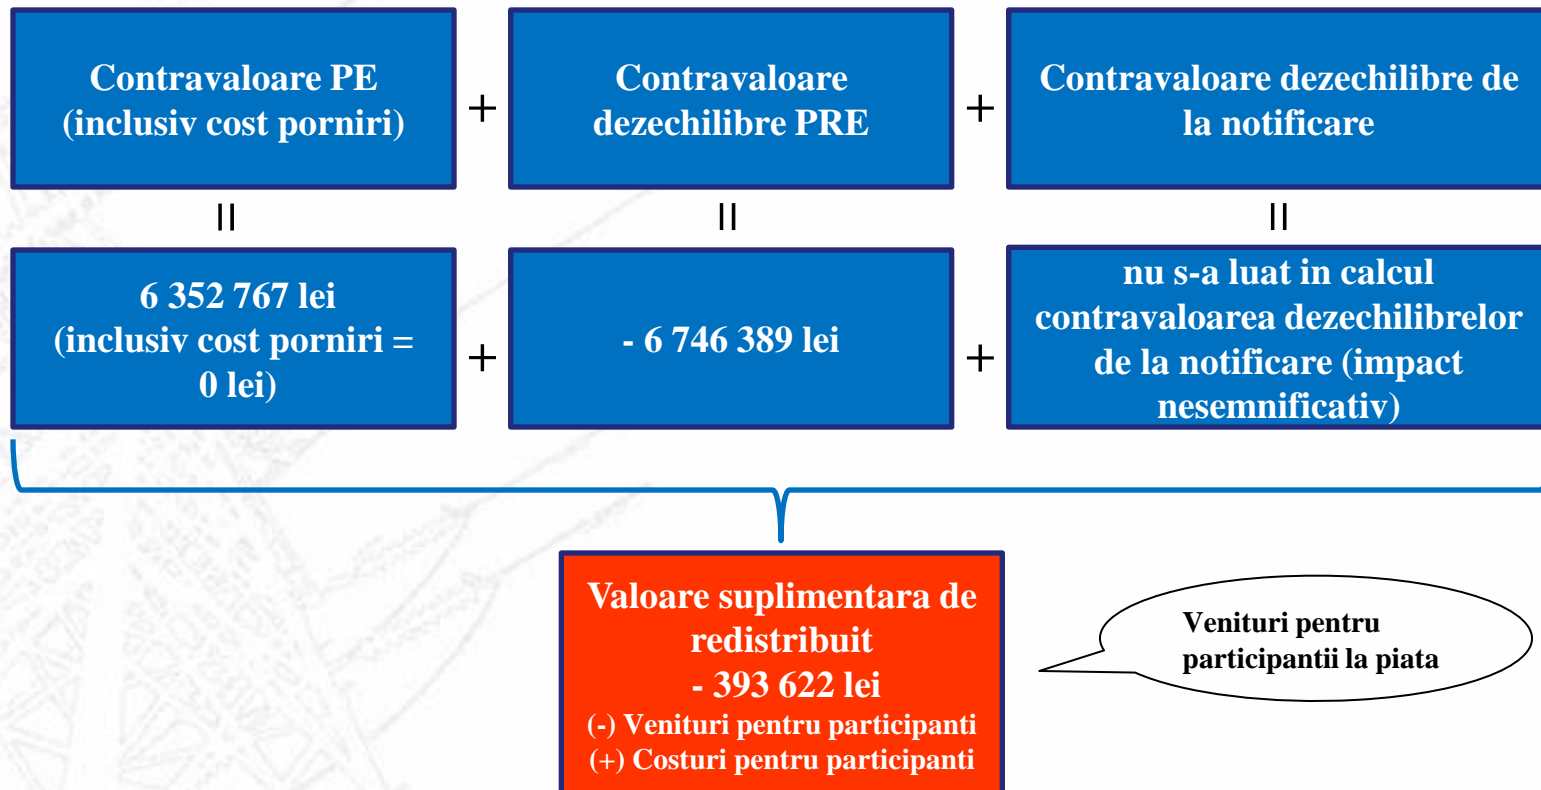 Contravaloare PE
(inclusiv cost porniri)
+
Contravaloare
dezechilibre PRE
+
Contravaloare dezechilibre de
la notificare
=
=
=
6 352 767 lei
(inclusiv cost porniri =
0 lei)
+
- 6 746 389 lei
+
nu s-a luat in calcul
contravaloarea dezechilibrelor
de la notificare (impact
nesemnificativ)
Valoare suplimentara de
redistribuit
- 393 622 lei
(-) Venituri pentru participanti
(+) Costuri pentru participanti
Venituri pentru
participantii la piata